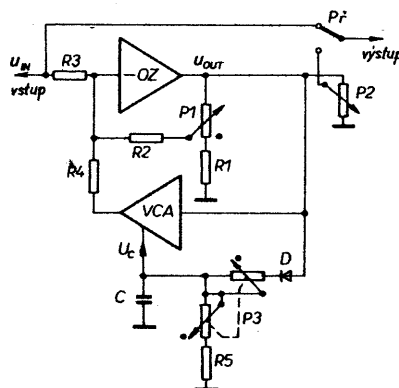 Př
u_IN R3 -OZ u_OUT výstup
vstup
P1 P2
R2
R4 R1
VCA
U_C
D
C
P3
R5